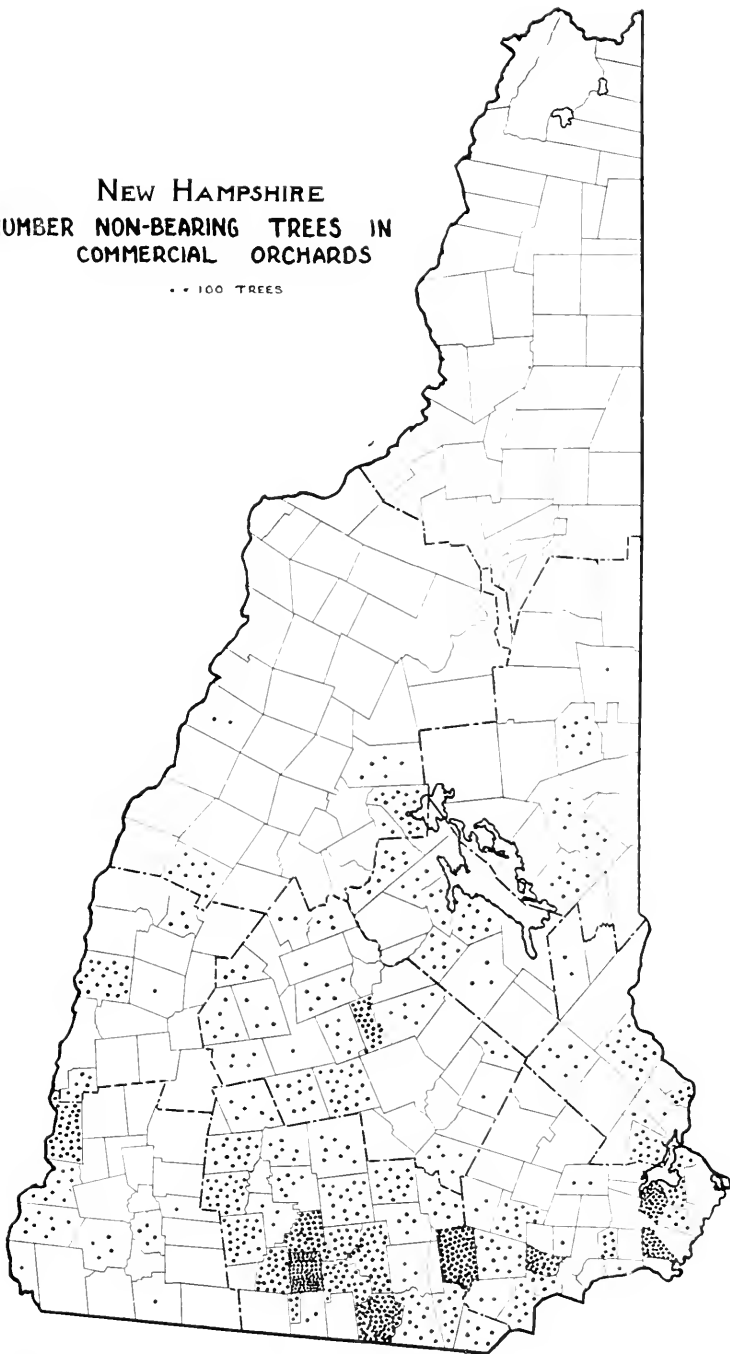 NEW HAMPSHIRE
UMBER NON-BEARING TREES IN
COMMERCIAL ORCHARDS
• = 100 TREES